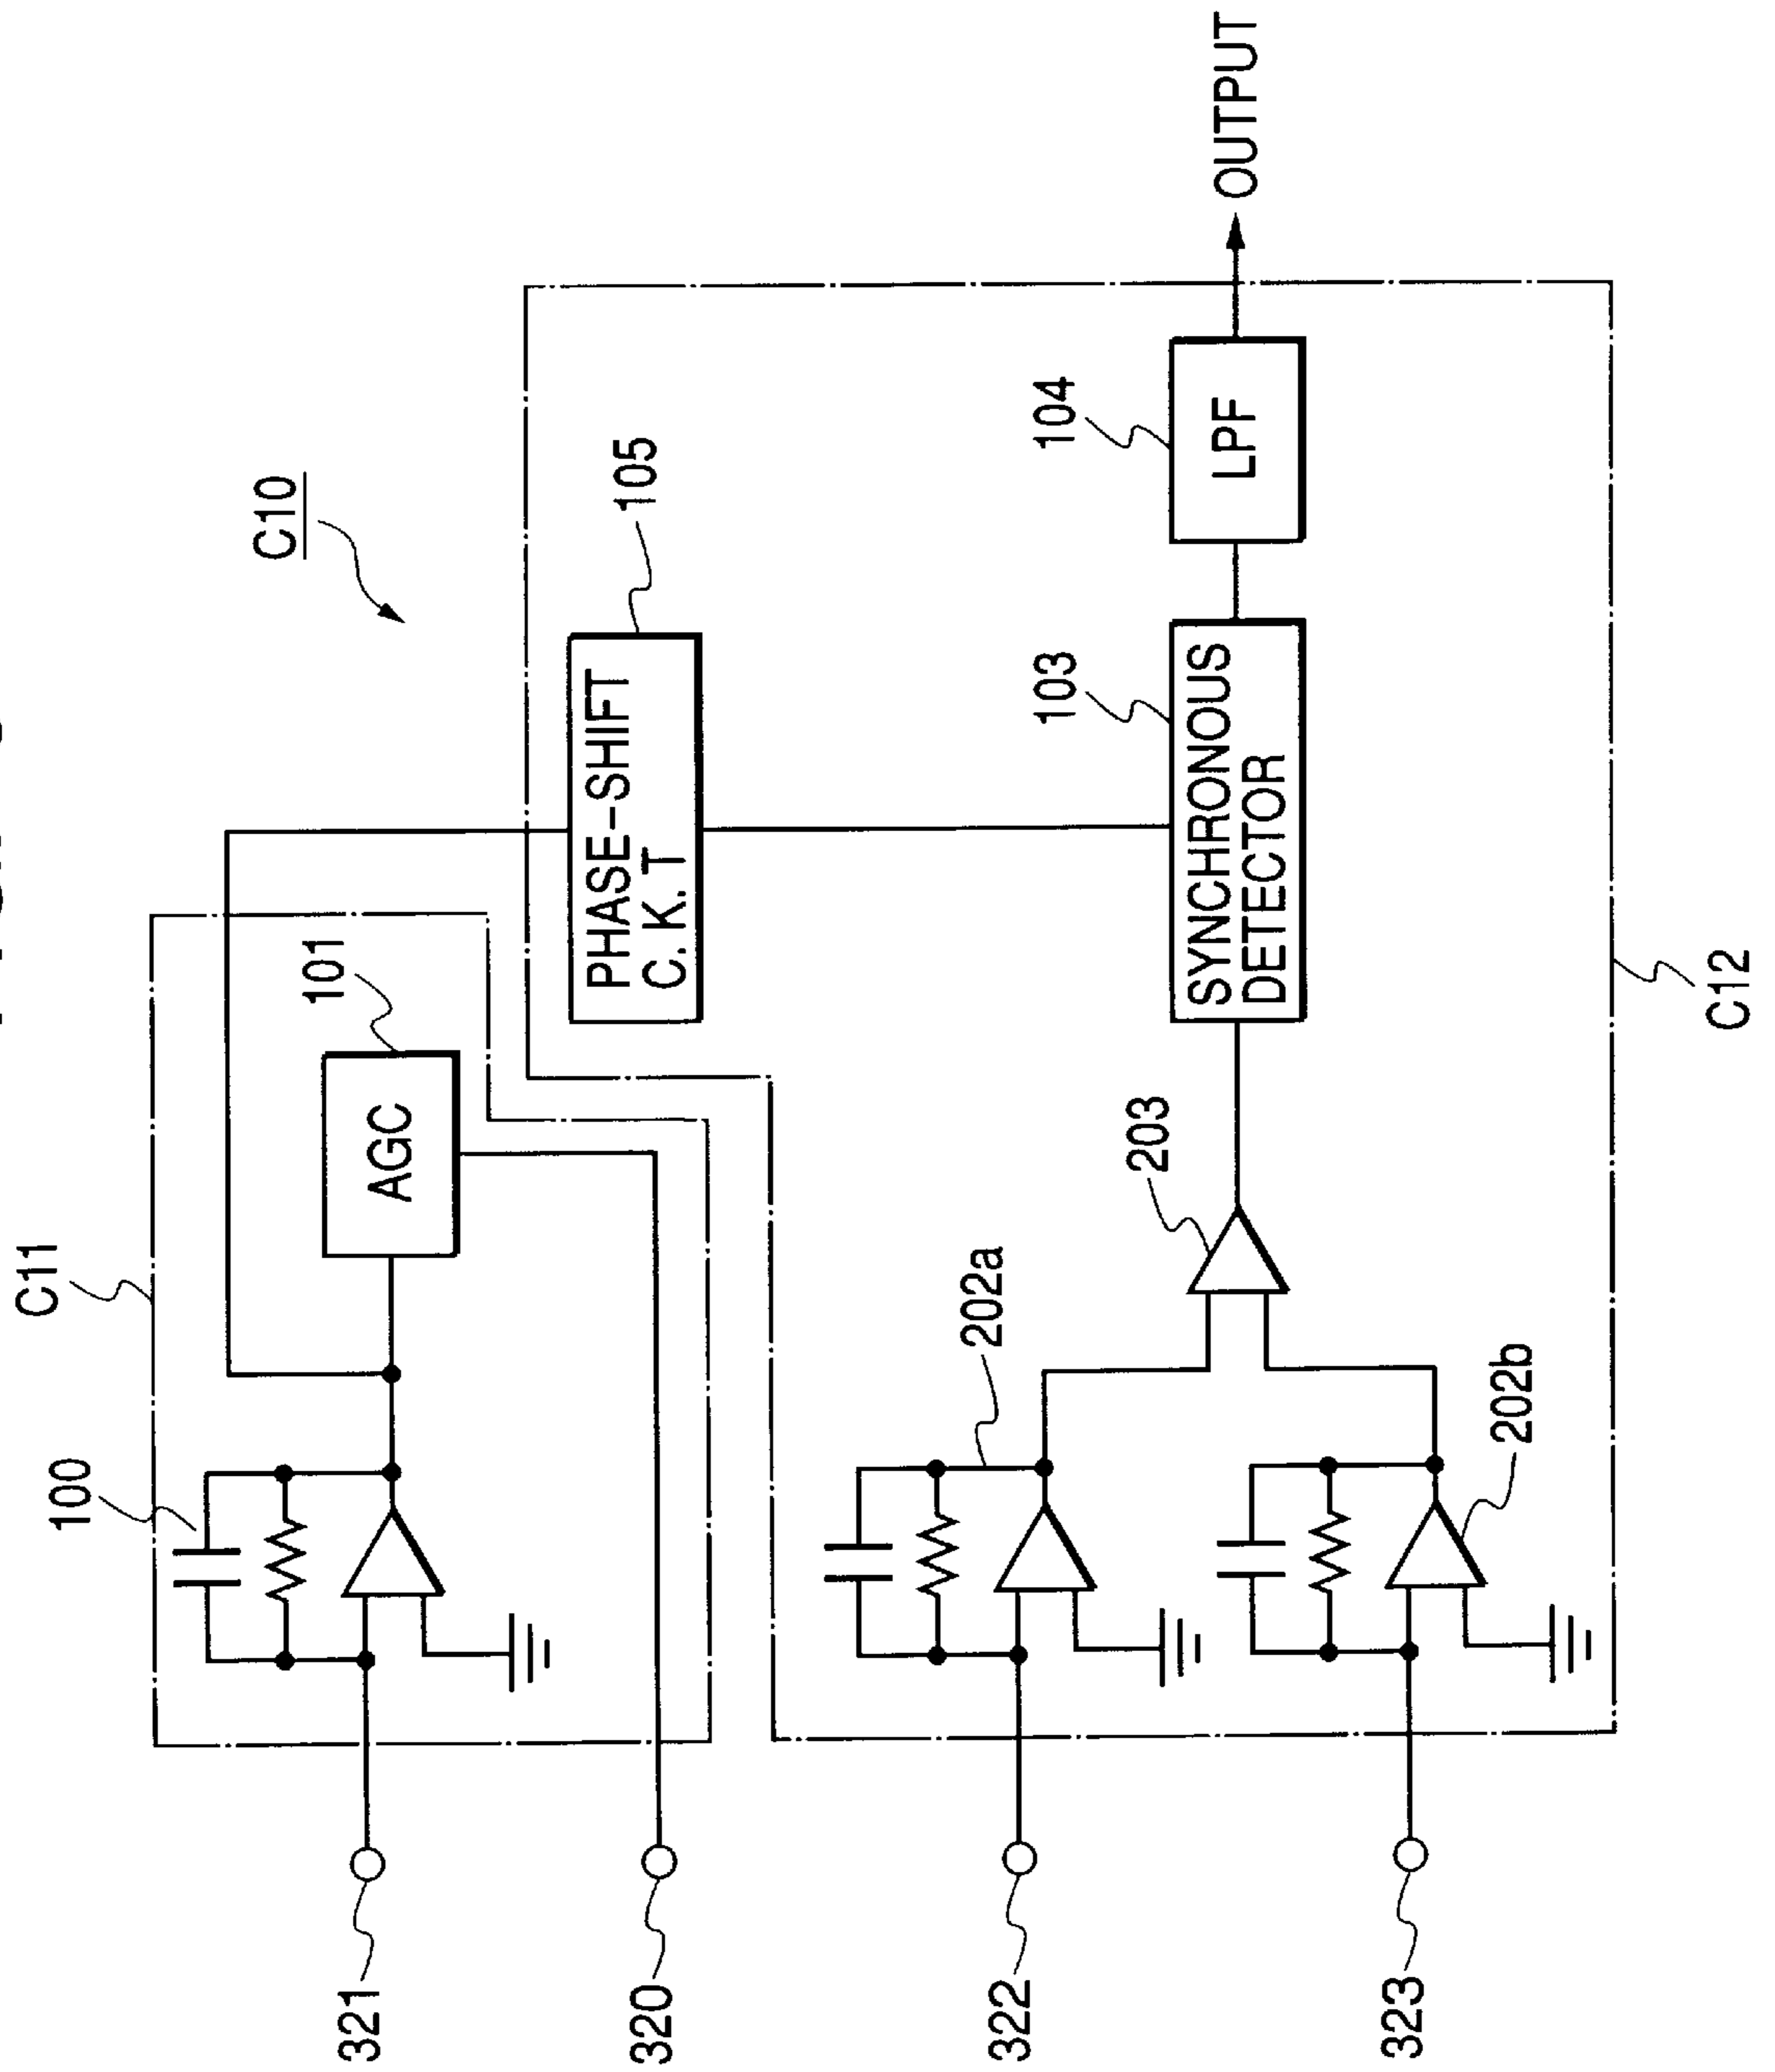 C10
C11
100
101
AGC
105
PHASE-SHIFT
C. K. T
321
320
202a
203
103
SYNCHRONOUS
DETECTOR
104
LPF
OUTPUT
322
202b
323
C12